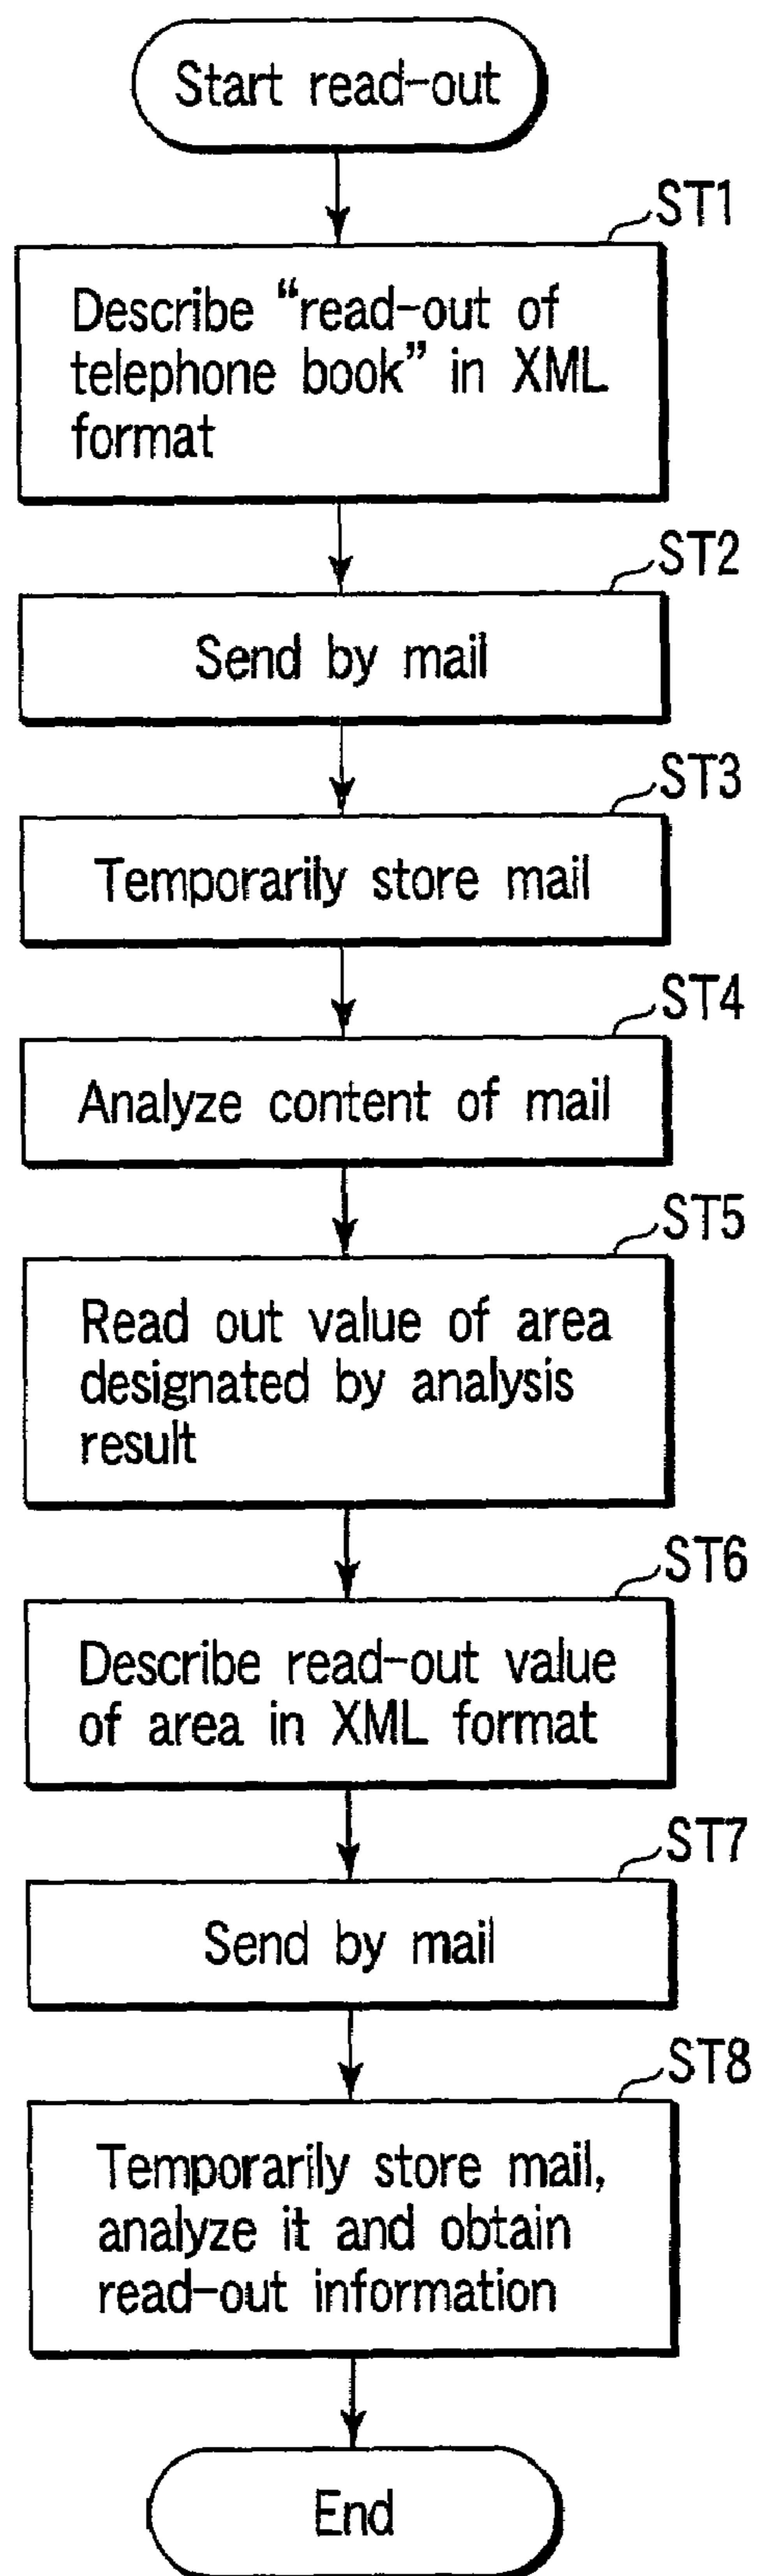 Start read-out
ST1
Describe “read-out of
telephone book” in XML
format
ST2
Send by mail
ST3
Temporarily store mail
ST4
Analyze content of mail
ST5
Read out value of area
designated by analysis
result
ST6
Describe read-out value
of area in XML format
ST7
Send by mail
ST8
Temporarily store mail,
analyze it and obtain
read-out information
End